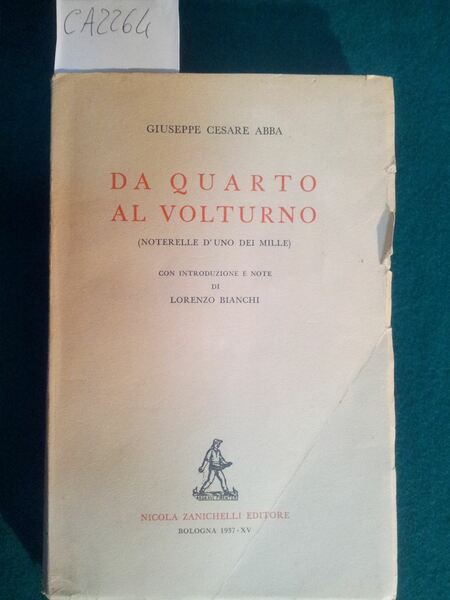 CA2264
GIUSEPPE CESARE ABBA
DA QUARTO
AL VOLTURNO
(NOTERELLE D'UNO DEI MILLE)
CON INTRODUZIONE E NOTE
DI
LORENZO BIANCHI
NICOLA ZANICHELLI EDITORE
BOLOGNA 1937-XV